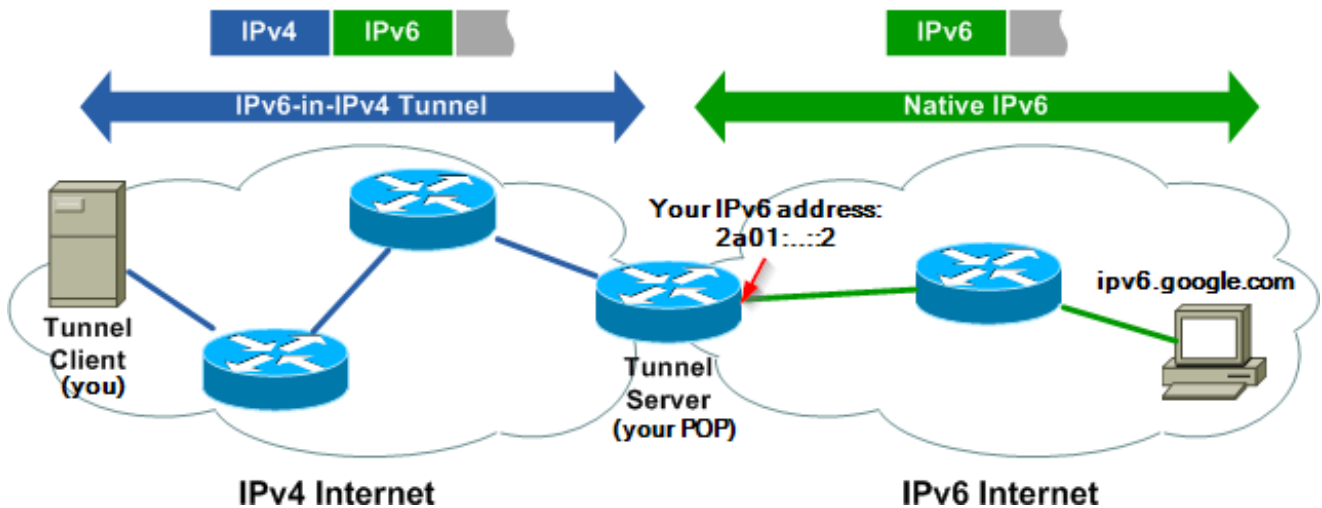 IPv4 IPv6
IPv6
IPv6-in-IPv4 Tunnel
Native IPv6
Your IPv6 address:
2a01:..::2
ipv6.google.com
Tunnel
Client
(you)
Tunnel
Server
(your POP)
IPv4 Internet
IPv6 Internet